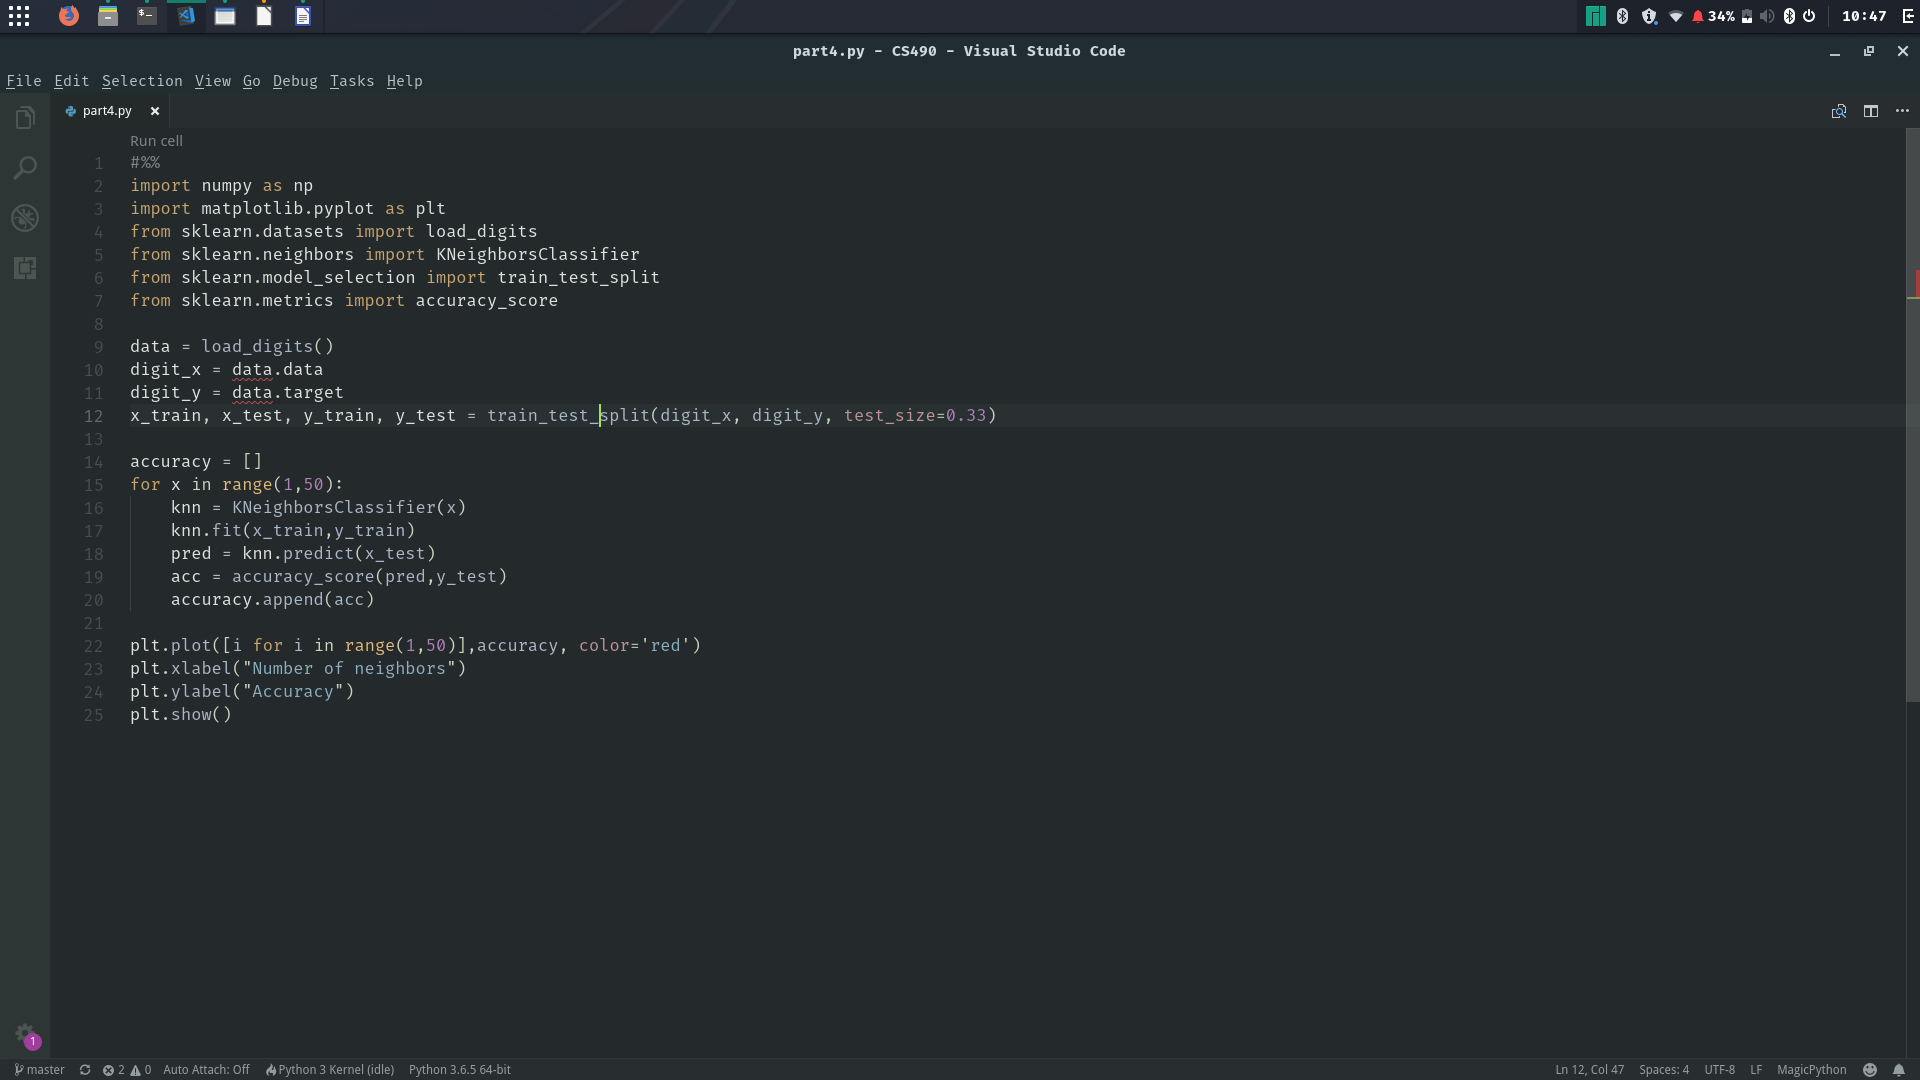 34%
10:47
part4.py - CS490 - Visual Studio Code
File Edit Selection View Go Debug Tasks Help
part4.py
Run cell
1 #%%
2 import numpy as np
3 import matplotlib.pyplot as plt
4 from sklearn.datasets import load_digits
5 from sklearn.neighbors import KNeighborsClassifier
6 from sklearn.model_selection import train_test_split
7 from sklearn.metrics import accuracy_score
8
9 data = load_digits()
10 digit_x = data.data
11 digit_y = data.target
12 x_train, x_test, y_train, y_test = train_test_split(digit_x, digit_y, test_size=0.33)
13
14 accuracy = []
15 for x in range(1,50):
16     knn = KNeighborsClassifier(x)
17     knn.fit(x_train,y_train)
18     pred = knn.predict(x_test)
19     acc = accuracy_score(pred,y_test)
20     accuracy.append(acc)
21
22 plt.plot([i for i in range(1,50)],accuracy, color='red')
23 plt.xlabel("Number of neighbors")
24 plt.ylabel("Accuracy")
25 plt.show()
1
master 2 0 Auto Attach: Off Python 3 Kernel (idle) Python 3.6.5 64-bit Ln 12, Col 47 Spaces: 4 UTF-8 LF MagicPython